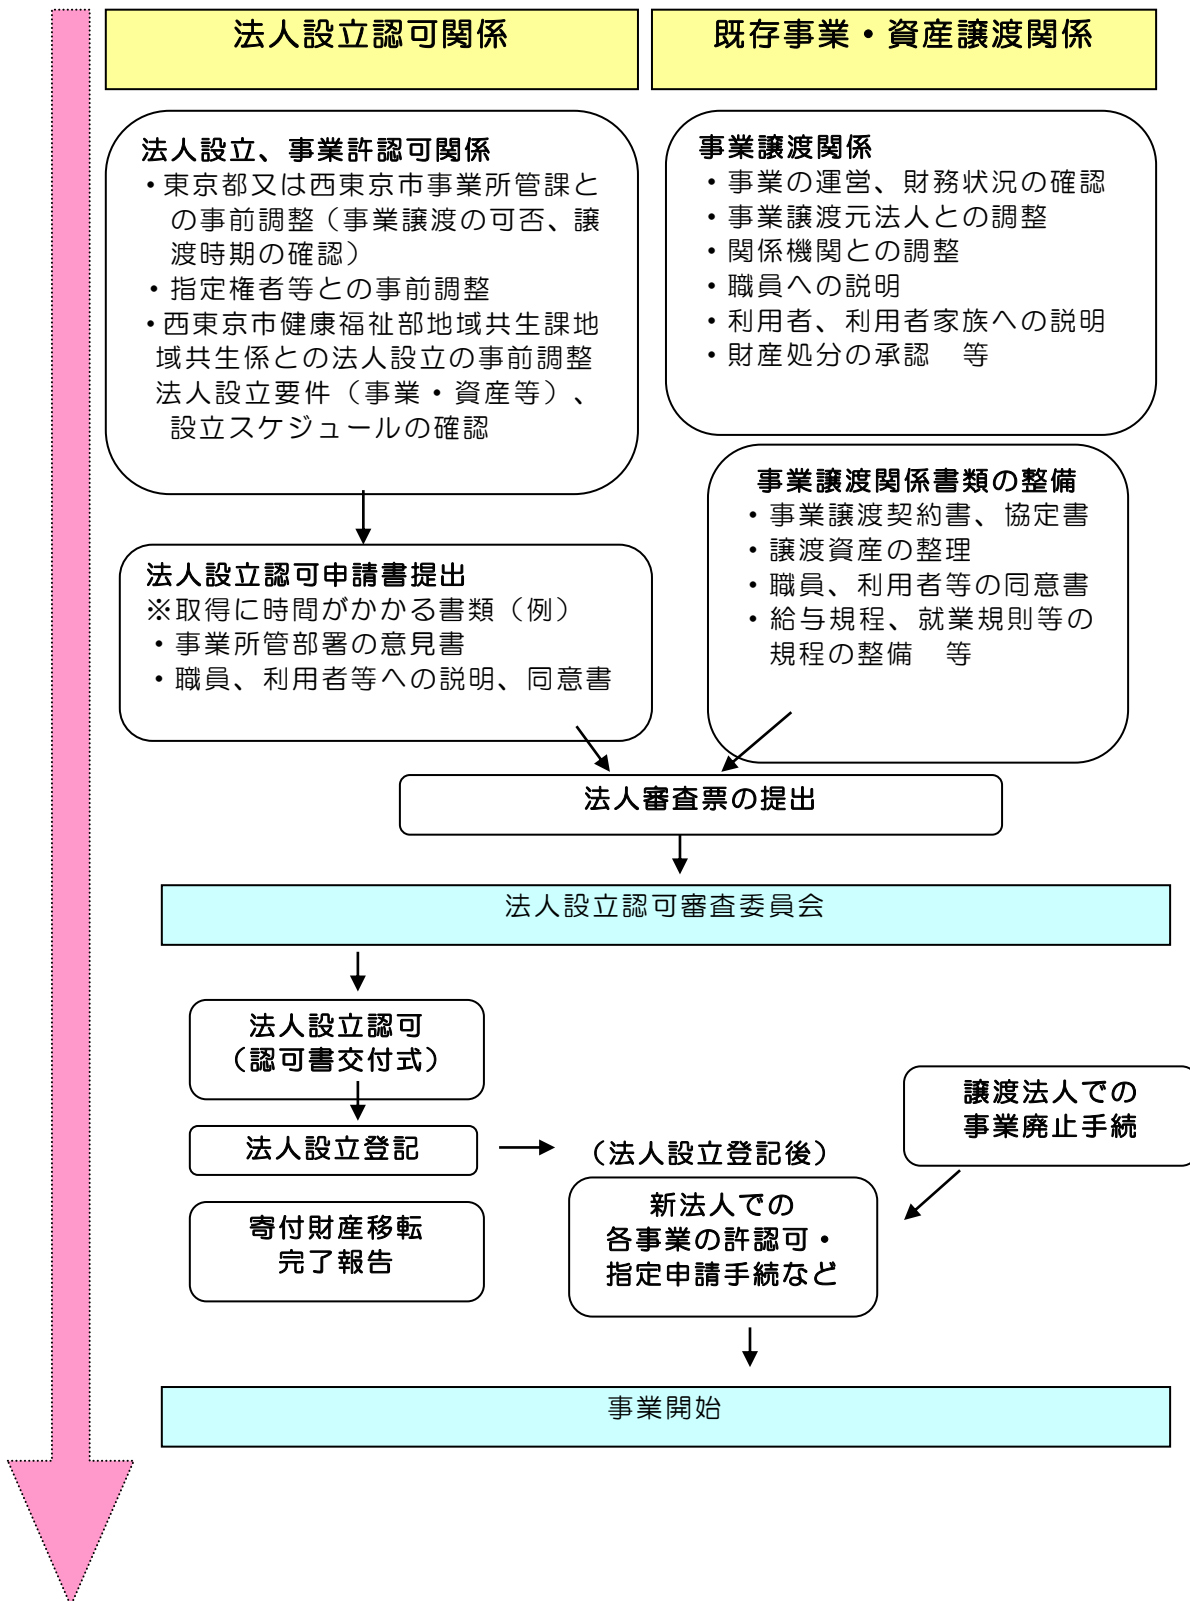 法人設立認可関係
既存事業・資産譲渡関係
法人設立、事業許認可関係
・東京都又は西東京市事業所管課と
の事前調整（事業譲渡の可否、譲
渡時期の確認）
・指定権者等との事前調整
・西東京市健康福祉部地域共生課地
域共生係との法人設立の事前調整
法人設立要件（事業・資産等）、
設立スケジュールの確認
事業譲渡関係
・事業の運営、財務状況の確認
・事業譲渡元法人との調整
・関係機関との調整
・職員への説明
・利用者、利用者家族への説明
・財産処分の承認　等
法人設立認可申請書提出
※取得に時間がかかる書類（例）
・事業所管部署の意見書
・職員、利用者等への説明、同意書
事業譲渡関係書類の整備
・事業譲渡契約書、協定書
・譲渡資産の整理
・職員、利用者等の同意書
・給与規程、就業規則等の
規程の整備　等
法人審査票の提出
法人設立認可審査委員会
法人設立認可
（認可書交付式）
法人設立登記
寄付財産移転
完了報告
（法人設立登記後）
新法人での
各事業の許認可・
指定申請手続など
譲渡法人での
事業廃止手続
事業開始